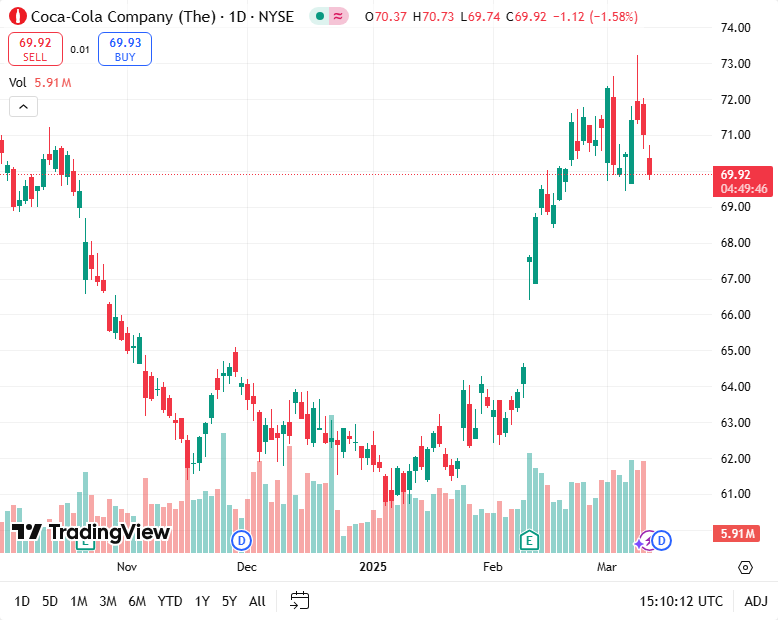 Coca-Cola Company (The) · 1D · NYSE O70.37 H70.73 L69.74 C69.92 −1.12 (−1.58%)
69.92 SELL 0.01 69.93 BUY
Vol 5.91M
74.00
73.00
72.00
71.00
69.92
04:49:46
69.00
68.00
67.00
66.00
65.00
64.00
63.00
62.00
61.00
5.91M
TradingView
E D E D
Nov Dec 2025 Feb Mar
1D 5D 1M 3M 6M YTD 1Y 5Y All 15:10:12 UTC ADJ